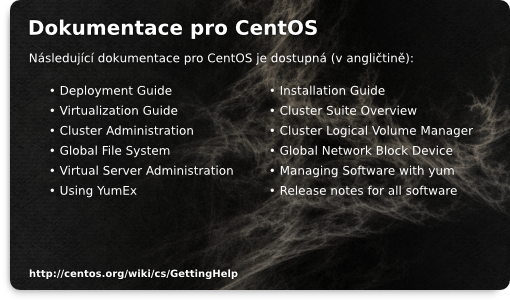 Dokumentace pro CentOS
Následující dokumentace pro CentOS je dostupná (v angličtině):
• Deployment Guide
• Virtualization Guide
• Cluster Administration
• Global File System
• Virtual Server Administration
• Using YumEx
• Installation Guide
• Cluster Suite Overview
• Cluster Logical Volume Manager
• Global Network Block Device
• Managing Software with yum
• Release notes for all software
http://centos.org/wiki/cs/GettingHelp